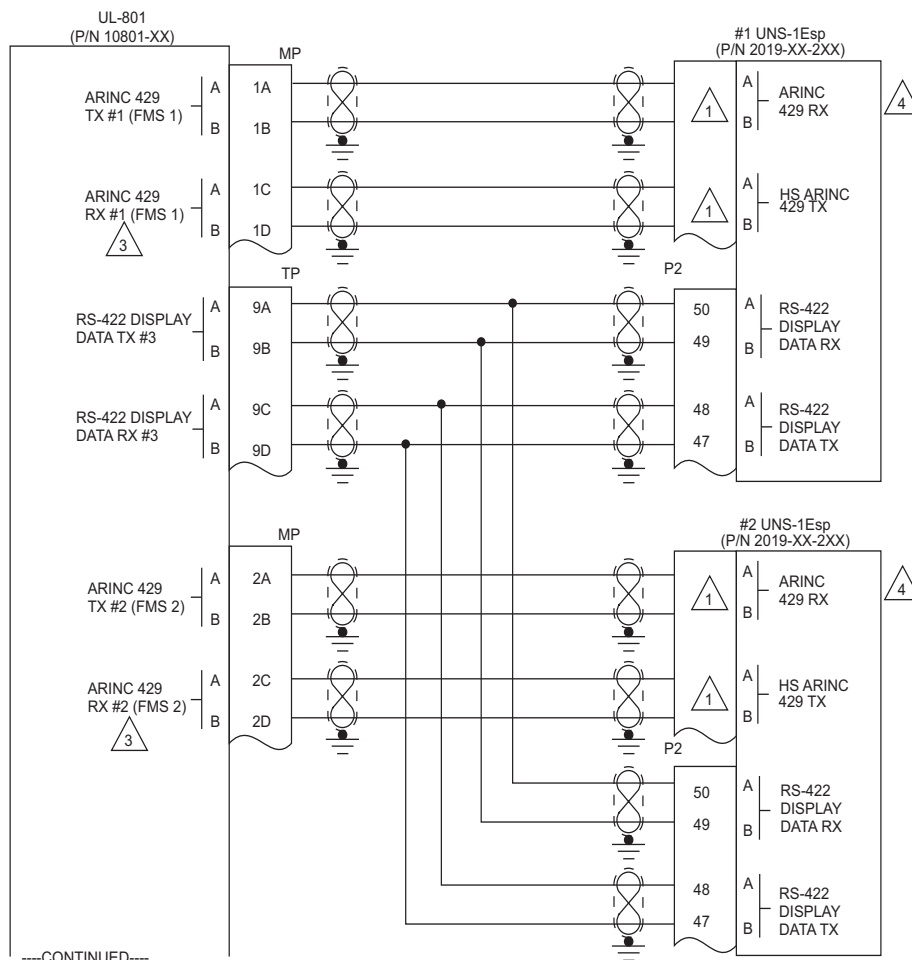 UL-801
(P/N 10801-XX)
MP
#1 UNS-1Esp
(P/N 2019-XX-2XX)
ARINC 429
TX #1 (FMS 1)
A
B
1A
1B
1
A
B
ARINC
429 RX
4
ARINC 429
RX #1 (FMS 1)
3
A
B
1C
1D
1
A
B
HS ARINC
429 TX
TP
P2
RS-422 DISPLAY
DATA TX #3
A
B
9A
9B
50
49
A
B
RS-422
DISPLAY
DATA RX
RS-422 DISPLAY
DATA RX #3
A
B
9C
9D
48
47
A
B
RS-422
DISPLAY
DATA TX
MP
#2 UNS-1Esp
(P/N 2019-XX-2XX)
ARINC 429
TX #2 (FMS 2)
A
B
2A
2B
1
A
B
ARINC
429 RX
4
ARINC 429
RX #2 (FMS 2)
3
A
B
2C
2D
1
A
B
HS ARINC
429 TX
P2
50
49
A
B
RS-422
DISPLAY
DATA RX
48
47
A
B
RS-422
DISPLAY
DATA TX
----CONTINUED----